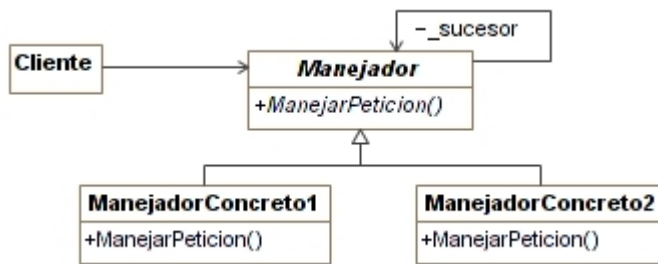 −_sucesor
Cliente
Manejador
+ManejarPeticion()
ManejadorConcreto1
ManejadorConcreto2
+ManejarPeticion()
+ManejarPeticion()